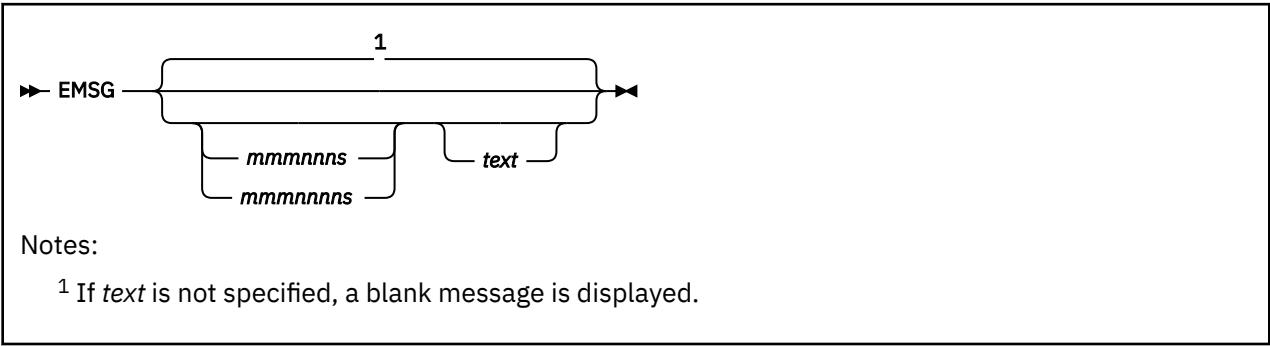 1
EMSG
mmmnnns
text
mmmnnnns
Notes:
1 If text is not specified, a blank message is displayed.